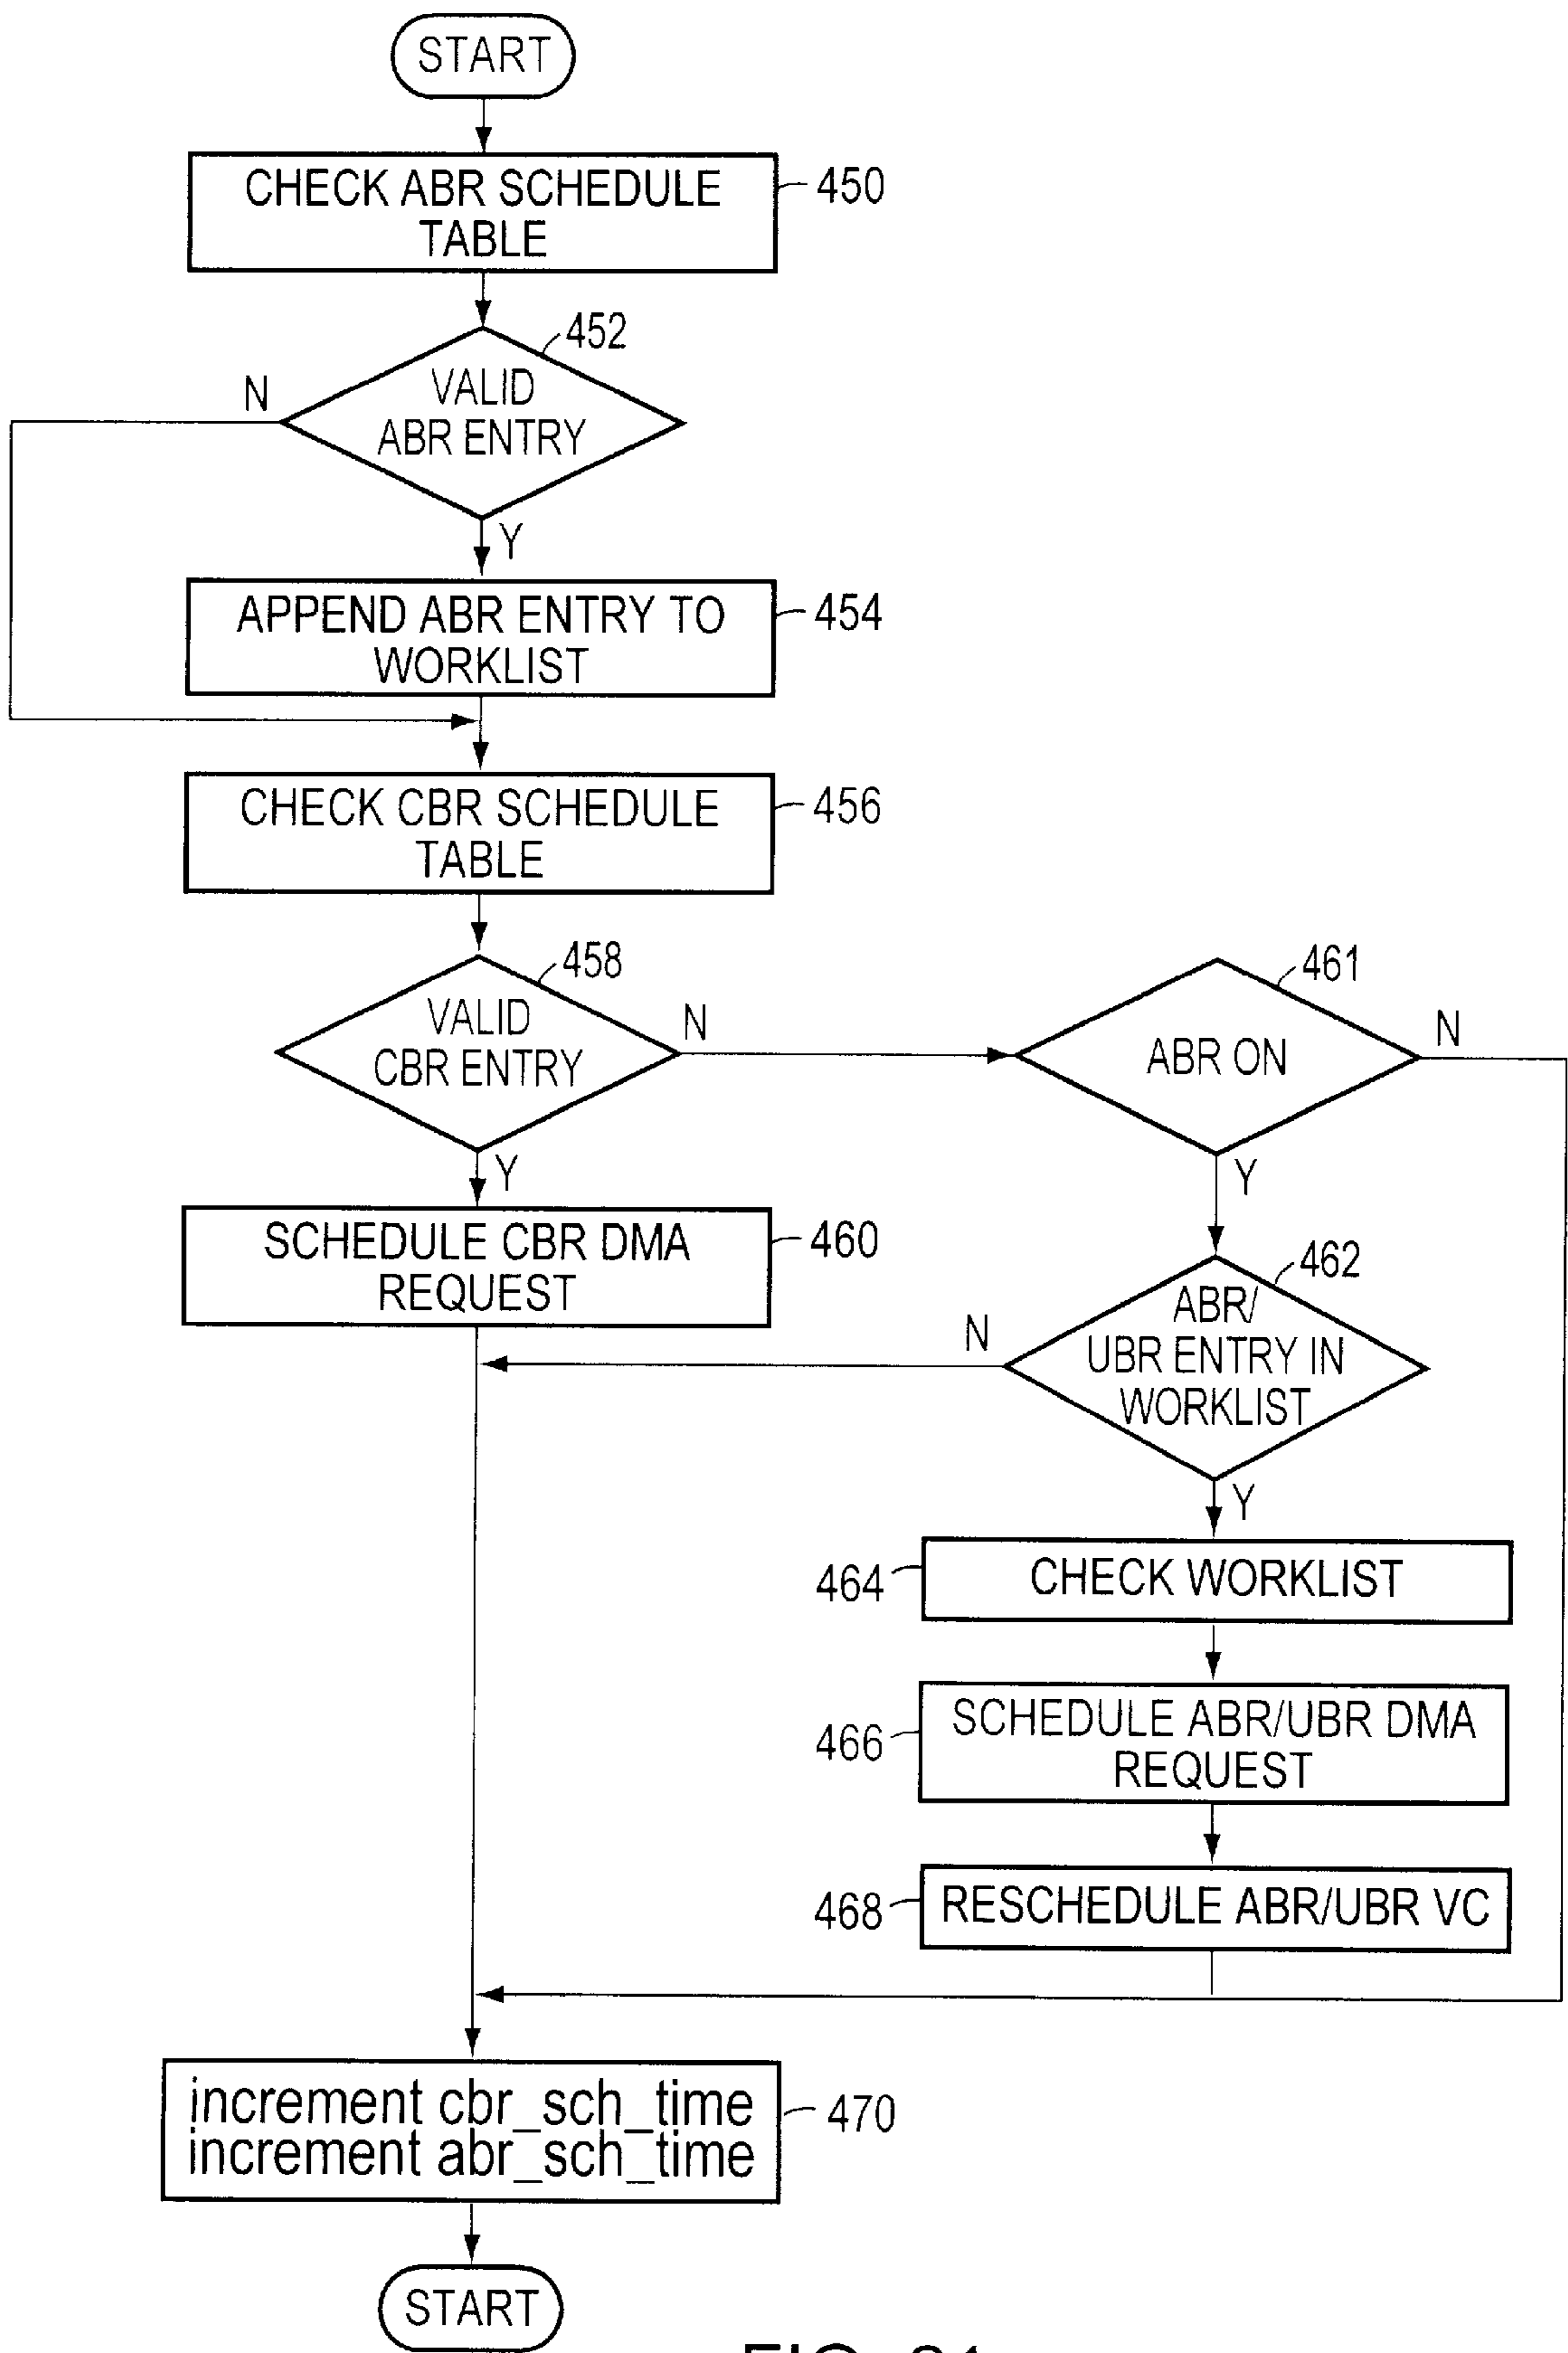 START
CHECK ABR SCHEDULE
TABLE
450
452
VALID
ABR ENTRY
N
Y
APPEND ABR ENTRY TO
WORKLIST
454
CHECK CBR SCHEDULE
TABLE
456
458
VALID
CBR ENTRY
N
Y
461
ABR ON
N
Y
SCHEDULE CBR DMA
REQUEST
460
462
ABR/
UBR ENTRY IN
WORKLIST
N
Y
464
CHECK WORKLIST
466
SCHEDULE ABR/UBR DMA
REQUEST
468
RESCHEDULE ABR/UBR VC
increment cbr_sch_time
increment abr_sch_time
470
START